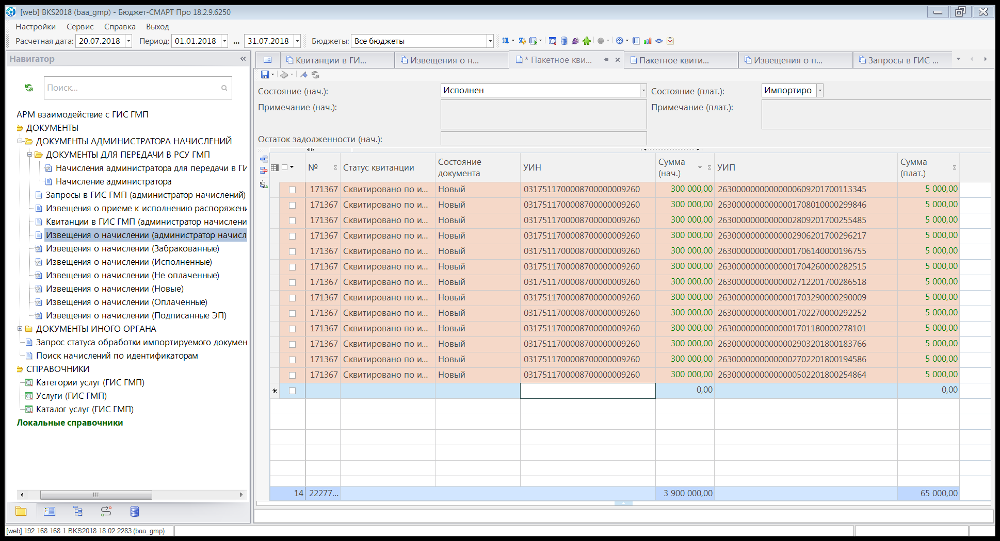 [web] BKS2018 (baa_gmp) - Бюджет-СМАРТ Про 18.2.9.6250
Настройки Сервис Справка Выход
Расчетная дата: 20.07.2018 Период: 01.01.2018 ... 31.07.2018 Бюджеты: Все бюджеты
Навигатор
Поиск...
АРМ взаимодействие с ГИС ГМП
ДОКУМЕНТЫ
ДОКУМЕНТЫ АДМИНИСТРАТОРА НАЧИСЛЕНИЙ
ДОКУМЕНТЫ ДЛЯ ПЕРЕДАЧИ В РСУ ГМП
Начисления администратора для передачи в ГИ
Начисление администратора
Запросы в ГИС ГМП (администратор начислений)
Извещения о приеме к исполнению распоряжени
Квитанции в ГИС ГМП (администратор начислени
Извещения о начислении (администратор начисл
Извещения о начислении (Забракованные)
Извещения о начислении (Исполненные)
Извещения о начислении (Не оплаченные)
Извещения о начислении (Новые)
Извещения о начислении (Оплаченные)
Извещения о начислении (Подписанные ЭП)
ДОКУМЕНТЫ ИНОГО ОРГАНА
Запрос статуса обработки импортируемого докумен
Поиск начислений по идентификаторам
СПРАВОЧНИКИ
Категории услуг (ГИС ГМП)
Услуги (ГИС ГМП)
Каталог услуг (ГИС ГМП)
Локальные справочники
Квитанции в ГИ... Извещения о н... * Пакетное кви... Пакетное квити... Извещения о п... Запросы в ГИС ...
Состояние (нач.): Исполнен Состояние (плат.): Импортиро
Примечание (нач.): Примечание (плат.):
Остаток задолженности (нач.):
№ Статус квитанции Состояние документа УИН Сумма (нач.) УИП Сумма (плат.)
171367 Сквитировано по и... Новый 0317511700008700000009260 300 000,00 26300000000000000609201700113345 5 000,00
171367 Сквитировано по и... Новый 0317511700008700000009260 300 000,00 26300000000000001708010000299846 5 000,00
171367 Сквитировано по и... Новый 0317511700008700000009260 300 000,00 26300000000000002809201700255485 5 000,00
171367 Сквитировано по и... Новый 0317511700008700000009260 300 000,00 26300000000000002906201700296217 5 000,00
171367 Сквитировано по и... Новый 0317511700008700000009260 300 000,00 26300000000000001706140000196755 5 000,00
171367 Сквитировано по и... Новый 0317511700008700000009260 300 000,00 26300000000000001704260000282515 5 000,00
171367 Сквитировано по и... Новый 0317511700008700000009260 300 000,00 26300000000000002712201700286518 5 000,00
171367 Сквитировано по и... Новый 0317511700008700000009260 300 000,00 26300000000000001703290000290009 5 000,00
171367 Сквитировано по и... Новый 0317511700008700000009260 300 000,00 26300000000000001702270000292252 5 000,00
171367 Сквитировано по и... Новый 0317511700008700000009260 300 000,00 26300000000000001701180000278101 5 000,00
171367 Сквитировано по и... Новый 0317511700008700000009260 300 000,00 26300000000000002903201800183766 5 000,00
171367 Сквитировано по и... Новый 0317511700008700000009260 300 000,00 26300000000000002702201800194586 5 000,00
171367 Сквитировано по и... Новый 0317511700008700000009260 300 000,00 26300000000000000502201800254864 5 000,00
0,00 0,00
14 22277... 3 900 000,00 65 000,00
[web] 192.168.168.1.BKS2018 18.02.2283 (baa_gmp)